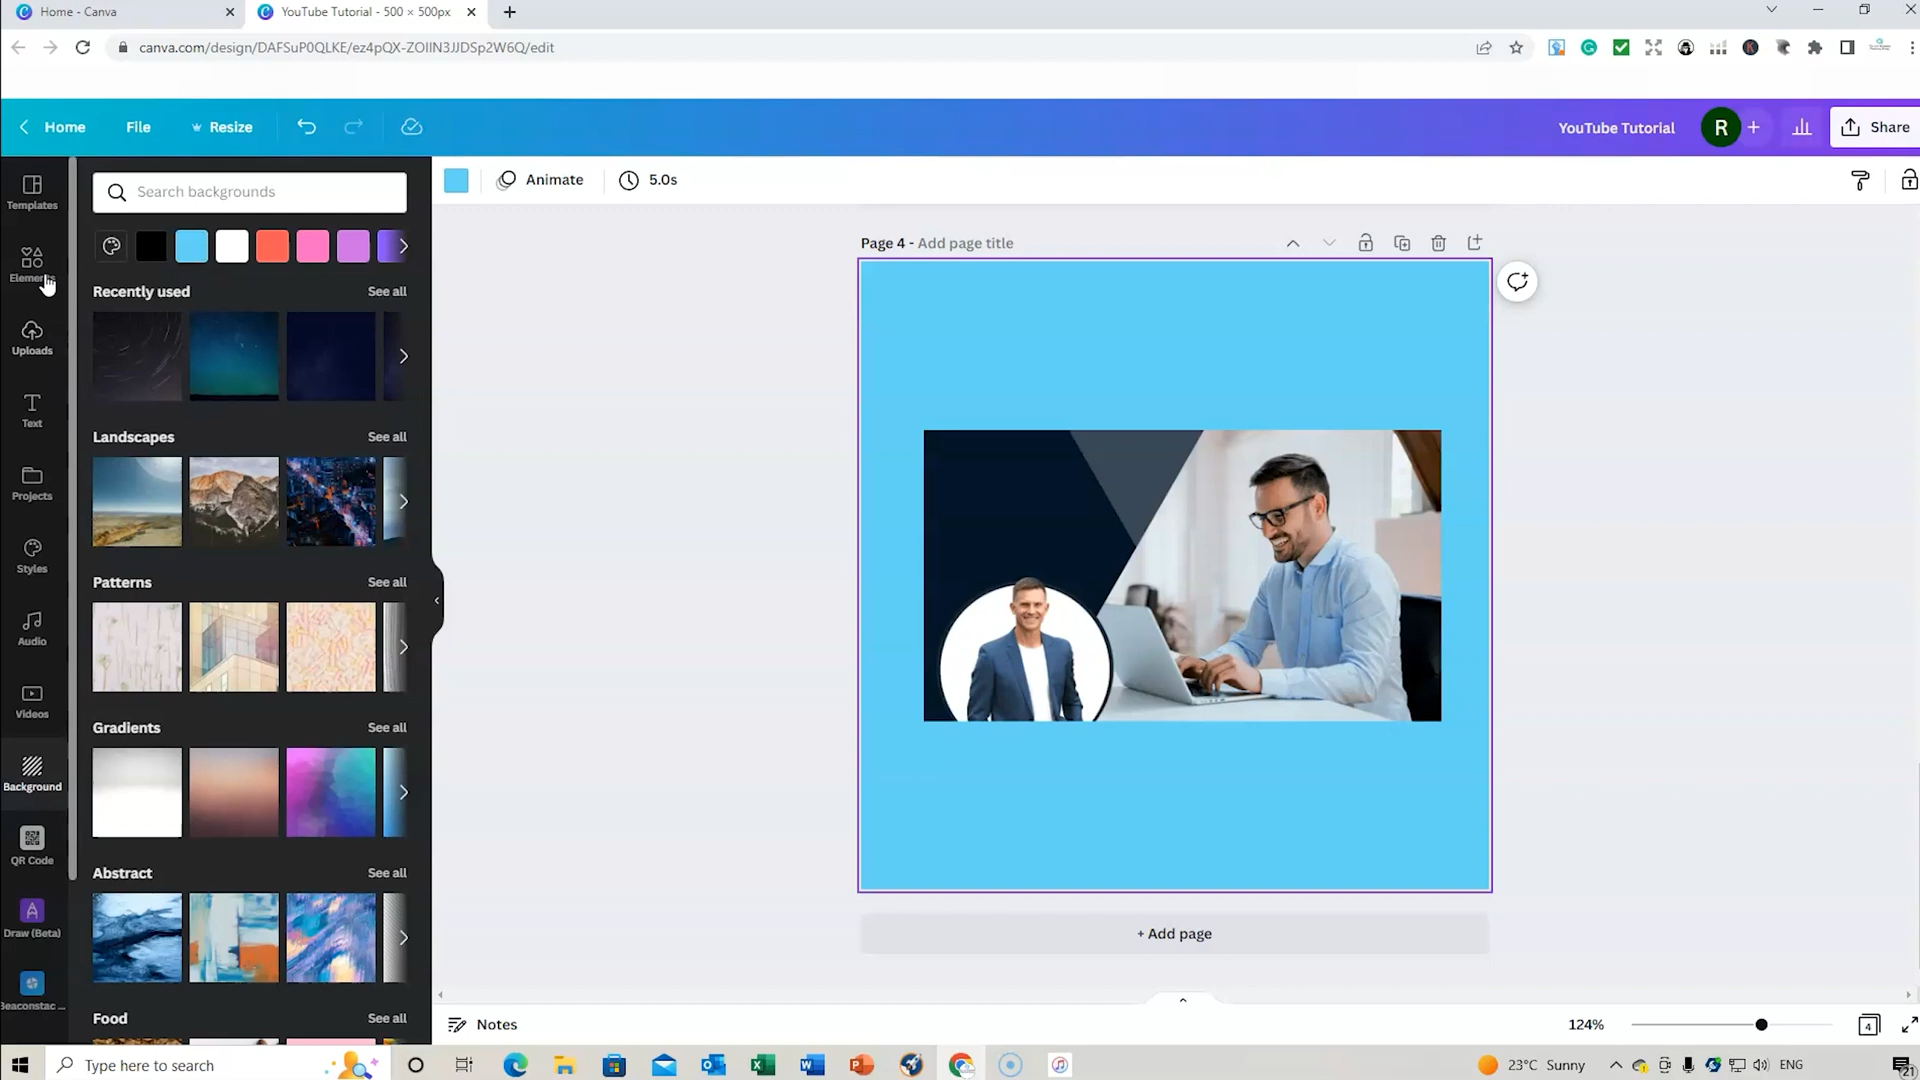 Home - Canva
YouTube Tutorial - 500 × 500px
canva.com/design/DAFSuP0QLKE/ez4pQX-ZOIIN3JJDSp2W6Q/edit
Home
File
Resize
YouTube Tutorial
R
Share
Templates
Elements
Uploads
Text
Projects
Styles
Audio
Videos
Background
QR Code
Draw (Beta)
Beaconstac ...
Search backgrounds
Recently used
See all
Landscapes
See all
Patterns
See all
Gradients
See all
Abstract
See all
Food
See all
Animate
5.0s
Page 4 - Add page title
+ Add page
Notes
124%
4
Type here to search
23°C Sunny
ENG
21